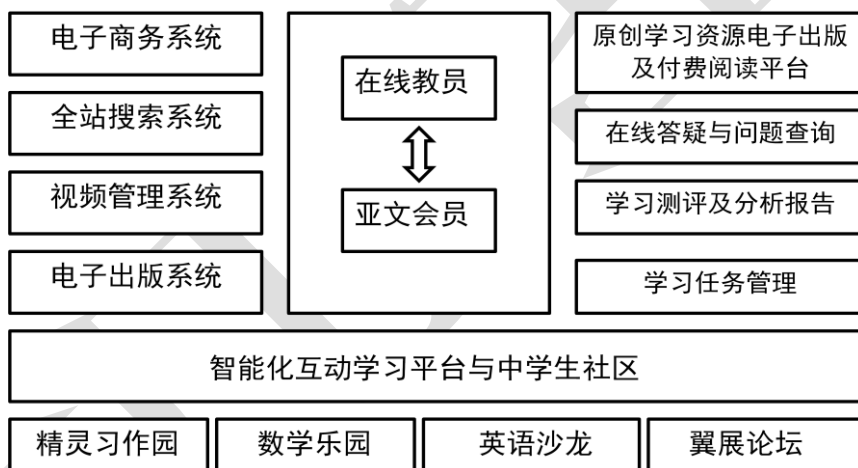 电子商务系统
全站搜索系统
视频管理系统
电子出版系统
在线教员
亚文会员
原创学习资源电子出版
及付费阅读平台
在线答疑与问题查询
学习测评及分析报告
学习任务管理
智能化互动学习平台与中学生社区
精灵习作园
数学乐园
英语沙龙
翼展论坛